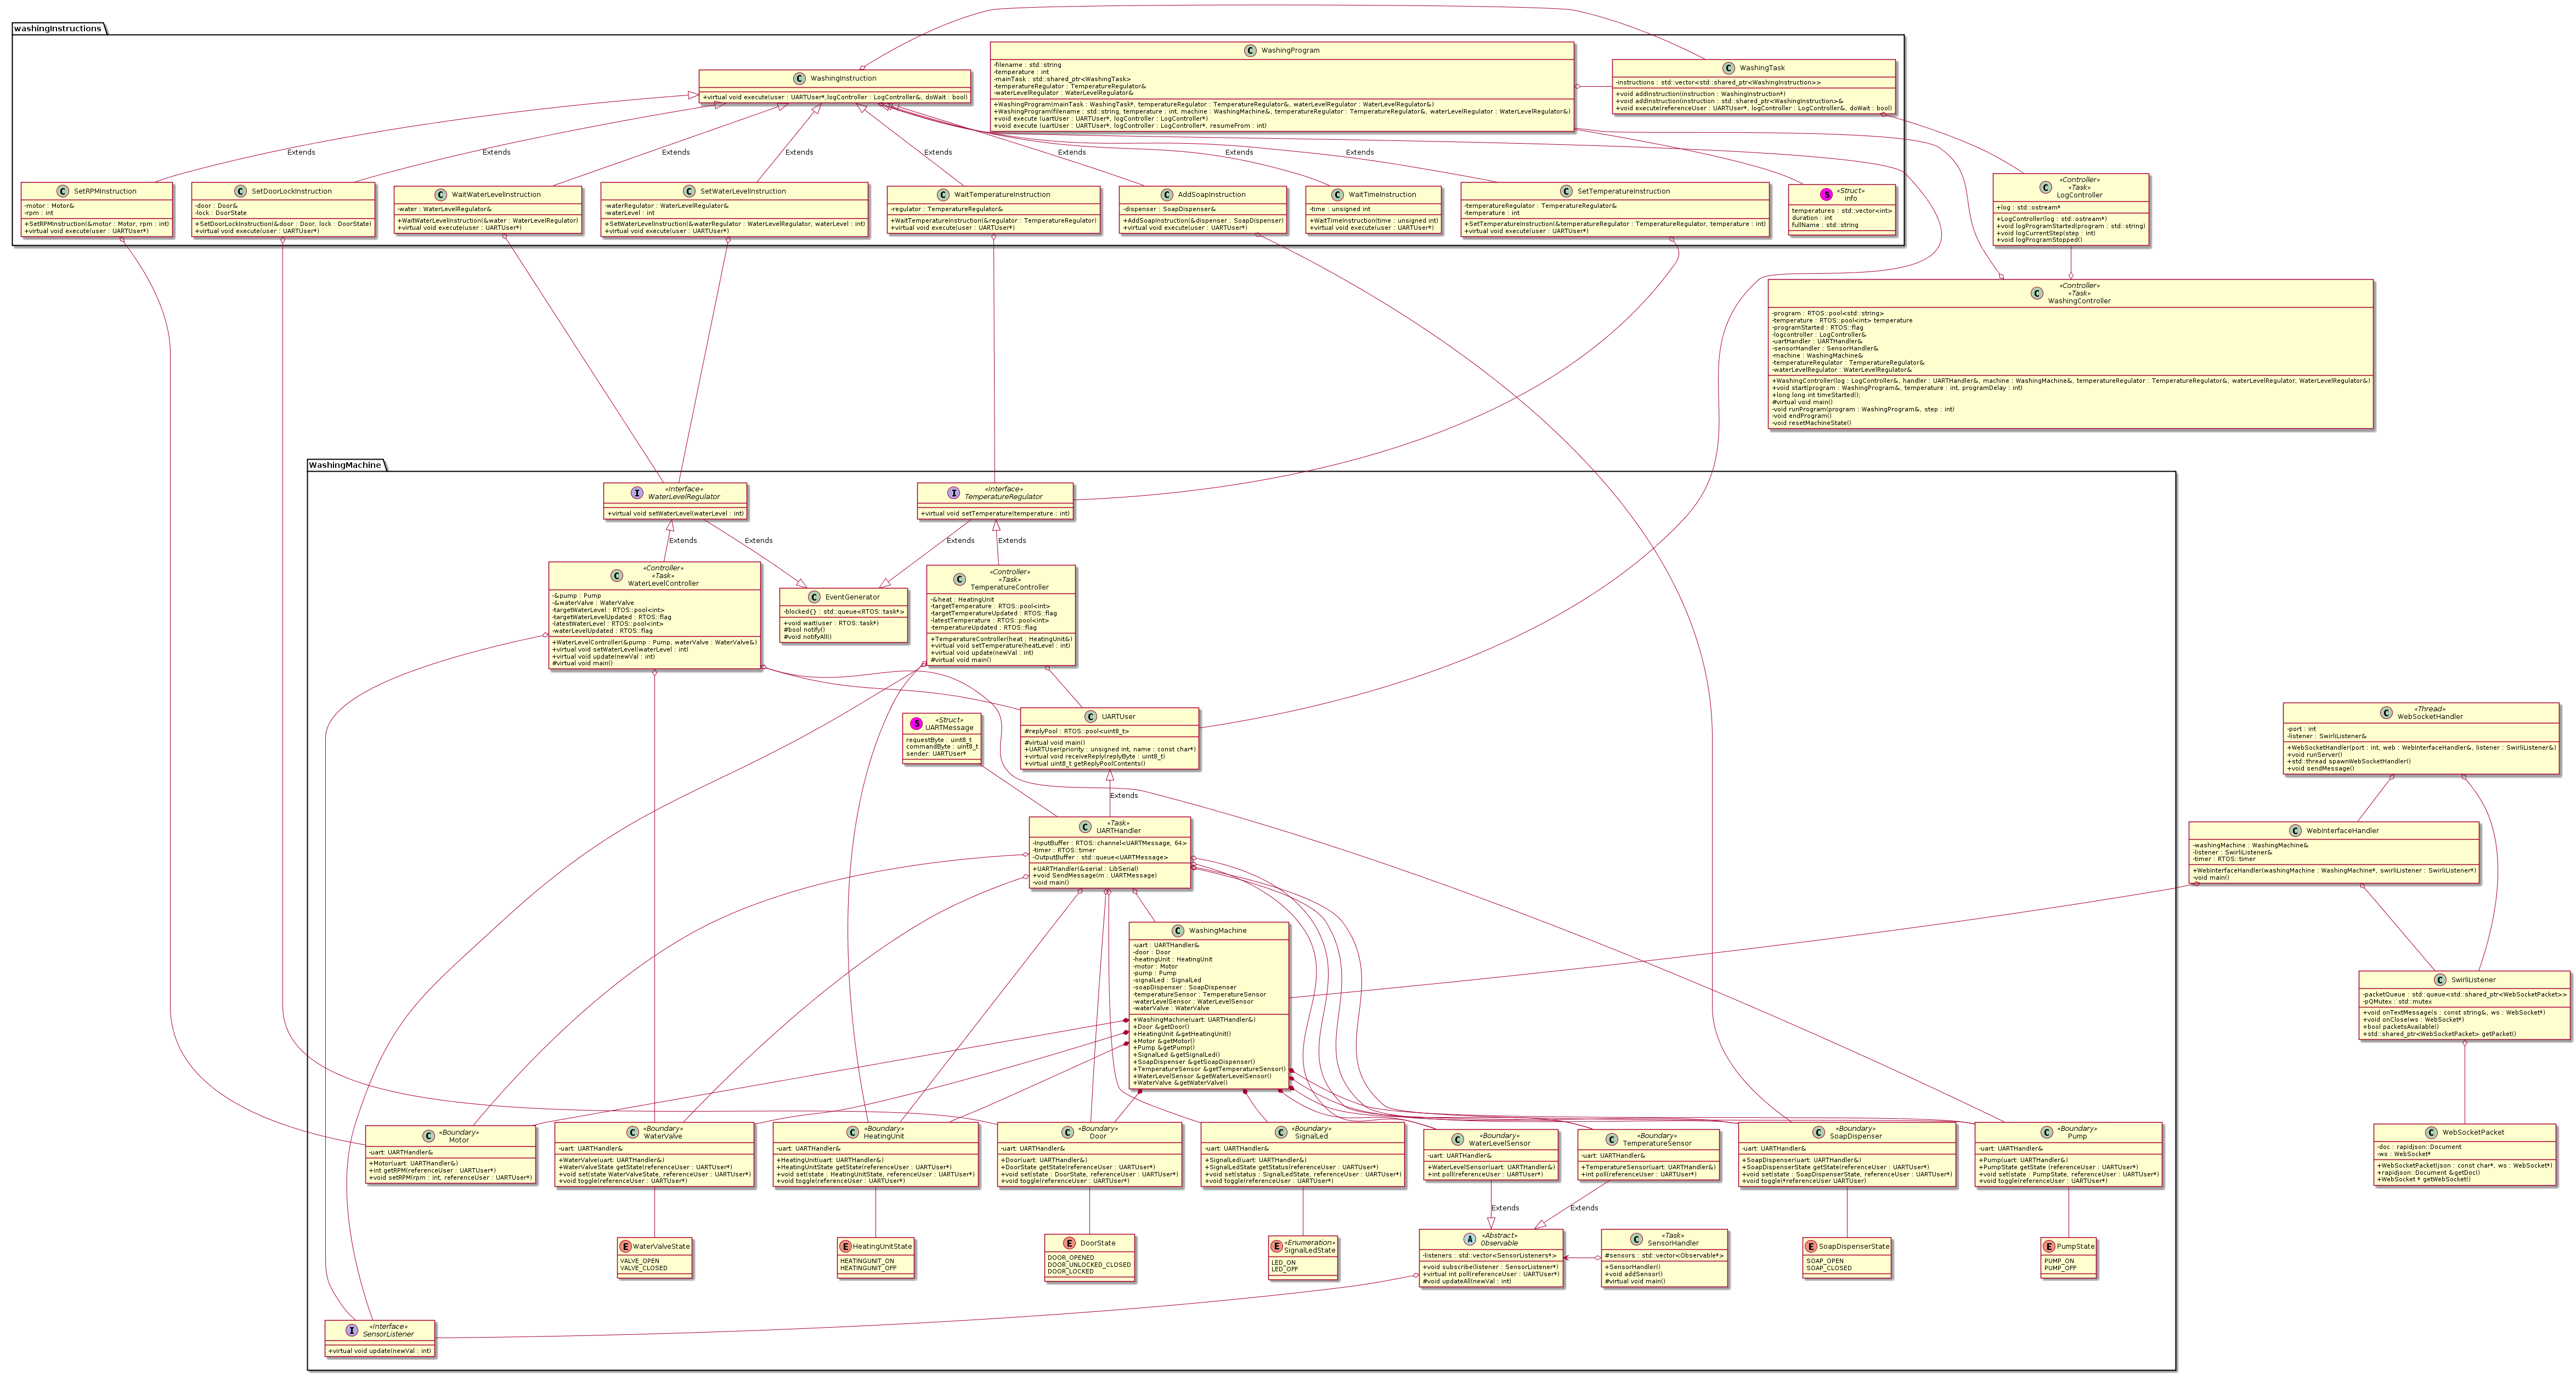 washingInstructions
WashingProgram
-filename : std::string
-temperature : int
-mainTask : std::shared_ptr<WashingTask>
-temperatureRegulator : TemperatureRegulator&
-waterLevelRegulator : WaterLevelRegulator&
+WashingProgram(mainTask : WashingTask*, temperatureRegulator : TemperatureRegulator&, waterLevelRegulator : WaterLevelRegulator&)
+WashingProgram(filename : std::string, temperature : int, machine : WashingMachine&, temperatureRegulator : TemperatureRegulator&, waterLevelRegulator : WaterLevelRegulator&)
+void execute (uartUser : UARTUser*, logController : LogController*)
+void execute (uartUser : UARTUser*, logController : LogController*, resumeFrom : int)
WashingTask
-instructions : std::vector<std::shared_ptr<WashingInstruction>>
+void addInstruction(instruction : WashingInstruction*)
+void addInstruction(instruction : std::shared_ptr<WashingInstruction>&
+void execute(referenceUser : UARTUser*, logController : LogController&, doWait : bool)
WashingInstruction
+virtual void execute(user : UARTUser*,logController : LogController&, doWait : bool)
Extends
Extends
Extends
Extends
Extends
Extends
Extends
Extends
SetRPMInstruction
-motor : Motor&
-rpm : int
+SetRPMInstruction(&motor : Motor, rpm : int)
+virtual void execute(user : UARTUser*)
SetDoorLockInstruction
-door : Door&
-lock : DoorState
+SetDoorLockInstruction(&door : Door, lock : DoorState)
+virtual void execute(user : UARTUser*)
WaitWaterLevelInstruction
-water : WaterLevelRegulator&
+WaitWaterLevelInstruction(&water : WaterLevelRegulator)
+virtual void execute(user : UARTUser*)
SetWaterLevelInstruction
-waterRegulator : WaterLevelRegulator&
-waterLevel : int
+SetWaterLevelInstruction(&waterRegulator : WaterLevelRegulator, waterLevel : int)
+virtual void execute(user : UARTUser*)
WaitTemperatureInstruction
-regulator : TemperatureRegulator&
+WaitTemperatureInstruction(&regulator : TemperatureRegulator)
+virtual void execute(user : UARTUser*)
AddSoapInstruction
-dispenser : SoapDispenser&
+AddSoapInstruction(&dispenser : SoapDispenser)
+virtual void execute(user : UARTUser*)
WaitTimeInstruction
-time : unsigned int
+WaitTimeInstruction(time : unsigned int)
+virtual void execute(user : UARTUser*)
SetTemperatureInstruction
-temperatureRegulator : TemperatureRegulator&
-temperature : int
+SetTemperatureInstruction(&temperatureRegulator : TemperatureRegulator, temperature : int)
+virtual void execute(user : UARTUser*)
«Struct»
info
temperatures : std::vector<int>
duration : int
fullName : std::string
«Controller»
«Task»
LogController
+log : std::ostream*
+LogController(log : std::ostream*)
+void logProgramStarted(program : std::string)
+void logCurrentStep(step : int)
+void logProgramStopped()
«Controller»
«Task»
WashingController
-program : RTOS::pool<std::string>
-temperature : RTOS::pool<int> temperature
-programStarted : RTOS::flag
-logcontroller : LogController&
-uartHandler : UARTHandler&
-sensorHandler : SensorHandler&
-machine : WashingMachine&
-temperatureRegulator : TemperatureRegulator&
-waterLevelRegulator : WaterLevelRegulator&
+WashingController(log : LogController&, handler : UARTHandler&, machine : WashingMachine&, temperatureRegulator : TemperatureRegulator&, waterLevelRegulator, WaterLevelRegulator&)
+void start(program : WashingProgram&, temperature : int, programDelay : int)
+long long int timeStarted();
#virtual void main()
-void runProgram(program : WashingProgram&, step : int)
-void endProgram()
-void resetMachineState()
WashingMachine
«Interface»
WaterLevelRegulator
+virtual void setWaterLevel(waterLevel : int)
«Interface»
TemperatureRegulator
+virtual void setTemperature(temperature : int)
Extends
Extends
Extends
Extends
«Controller»
«Task»
WaterLevelController
-&pump : Pump
-&waterValve : WaterValve
-targetWaterLevel : RTOS::pool<int>
-targetWaterLevelUpdated : RTOS::flag
-latestWaterLevel : RTOS::pool<int>
-waterLevelUpdated : RTOS::flag
+WaterLevelController(&pump : Pump, waterValve : WaterValve&)
+virtual void setWaterLevel(waterLevel : int)
+virtual void update(newVal : int)
#virtual void main()
EventGenerator
-blocked{} : std::queue<RTOS::task*>
+void wait(user : RTOS::task*)
#bool notify()
#void notifyAll()
«Controller»
«Task»
TemperatureController
-&heat : HeatingUnit
-targetTemperature : RTOS::pool<int>
-targetTemperatureUpdated : RTOS::flag
-latestTemperature : RTOS::pool<int>
-temperatureUpdated : RTOS::flag
+TemperatureController(heat : HeatingUnit&)
+virtual void setTemperature(heatLevel : int)
+virtual void update(newVal : int)
#virtual void main()
«Struct»
UARTMessage
requestByte : uint8_t
commandByte : uint8_t
sender: UARTUser*
UARTUser
#replyPool : RTOS::pool<uint8_t>
#virtual void main()
+UARTUser(priority : unsigned int, name : const char*)
+virtual void receiveReply(replyByte : uint8_t)
+virtual uint8_t getReplyPoolContents()
Extends
«Thread»
WebSocketHandler
-port : int
-listener : SwirliListener&
+WebSocketHandler(port : int, web : WebInterfaceHandler&, listener : SwirliListener&)
+void runServer()
+std::thread spawnWebSocketHandler()
+void sendMessage()
«Task»
UARTHandler
-InputBuffer : RTOS::channel<UARTMessage, 64>
-timer : RTOS::timer
-OutputBuffer : std::queue<UARTMessage>
+UARTHandler(&serial : LibSerial)
+void SendMessage(m : UARTMessage)
-void main()
WebInterfaceHandler
-washingMachine : WashingMachine&
-listener : SwirliListener&
-timer : RTOS::timer
+WebInterfaceHandler(washingMachine : WashingMachine*, swirliListener : SwirliListener*)
-void main()
WashingMachine
-uart : UARTHandler&
-door : Door
-heatingUnit : HeatingUnit
-motor : Motor
-pump : Pump
-signalLed : SignalLed
-soapDispenser : SoapDispenser
-temperatureSensor : TemperatureSensor
-waterLevelSensor : WaterLevelSensor
-waterValve : WaterValve
+WashingMachine(uart: UARTHandler&)
+Door &getDoor()
+HeatingUnit &getHeatingUnit()
+Motor &getMotor()
+Pump &getPump()
+SignalLed &getSignalLed()
+SoapDispenser &getSoapDispenser()
+TemperatureSensor &getTemperatureSensor()
+WaterLevelSensor &getWaterLevelSensor()
+WaterValve &getWaterValve()
SwirliListener
-packetQueue : std::queue<std::shared_ptr<WebSocketPacket>>
-pQMutex : std::mutex
+void onTextMessage(s : const string&, ws : WebSocket*)
+void onClose(ws : WebSocket*)
+bool packetsAvailable()
+std::shared_ptr<WebSocketPacket> getPacket()
«Boundary»
Motor
-uart: UARTHandler&
+Motor(uart: UARTHandler&)
+int getRPM(referenceUser : UARTUser*)
+void setRPM(rpm : int, referenceUser : UARTUser*)
«Boundary»
WaterValve
-uart: UARTHandler&
+WaterValve(uart: UARTHandler&)
+WaterValveState getState(referenceUser : UARTUser*)
+void set(state WaterValveState, referenceUser : UARTUser*)
+void toggle(referenceUser : UARTUser*)
«Boundary»
HeatingUnit
-uart: UARTHandler&
+HeatingUnit(uart: UARTHandler&)
+HeatingUnitState getState(referenceUser : UARTUser*)
+void set(state : HeatingUnitState, referenceUser : UARTUser*)
+void toggle(referenceUser : UARTUser*)
«Boundary»
Door
-uart: UARTHandler&
+Door(uart: UARTHandler&)
+DoorState getState(referenceUser : UARTUser*)
+void set(state : DoorState, referenceUser : UARTUser*)
+void toggle(referenceUser : UARTUser*)
«Boundary»
SignalLed
-uart: UARTHandler&
+SignalLed(uart: UARTHandler&)
+SignalLedState getStatus(referenceUser : UARTUser*)
+void set(status : SignalLedState, referenceUser : UARTUser*)
+void toggle(referenceUser : UARTUser*)
«Boundary»
WaterLevelSensor
-uart: UARTHandler&
+WaterLevelSensor(uart: UARTHandler&)
+int poll(referenceUser : UARTUser*)
«Boundary»
TemperatureSensor
-uart: UARTHandler&
+TemperatureSensor(uart: UARTHandler&)
+int poll(referenceUser : UARTUser*)
«Boundary»
SoapDispenser
-uart: UARTHandler&
+SoapDispenser(uart: UARTHandler&)
+SoapDispenserState getState(referenceUser : UARTUser*)
+void set(state : SoapDispenserState, referenceUser : UARTUser*)
+void toggle(*referenceUser UARTUser)
«Boundary»
Pump
-uart: UARTHandler&
+Pump(uart: UARTHandler&)
+PumpState getState (referenceUser : UARTUser*)
+void set(state : PumpState, referenceUser : UARTUser*)
+void toggle(referenceUser : UARTUser*)
WebSocketPacket
-doc : rapidjson::Document
-ws : WebSocket*
+WebSocketPacket(json : const char*, ws : WebSocket*)
+rapidjson::Document &getDoc()
+WebSocket * getWebSocket()
Extends
Extends
WaterValveState
VALVE_OPEN
VALVE_CLOSED
HeatingUnitState
HEATINGUNIT_ON
HEATINGUNIT_OFF
DoorState
DOOR_OPENED
DOOR_UNLOCKED_CLOSED
DOOR_LOCKED
«Enumeration»
SignalLedState
LED_ON
LED_OFF
«Abstract»
Observable
-listeners : std::vector<SensorListeners*>
+void subscribe(listener : SensorListener*)
+virtual int poll(referenceUser : UARTUser*)
#void updateAll(newVal : int)
«Task»
SensorHandler
#sensors : std::vector<Observable*>
+SensorHandler()
+void addSensor()
#virtual void main()
SoapDispenserState
SOAP_OPEN
SOAP_CLOSED
PumpState
PUMP_ON
PUMP_OFF
«Interface»
SensorListener
+virtual void update(newVal : int)